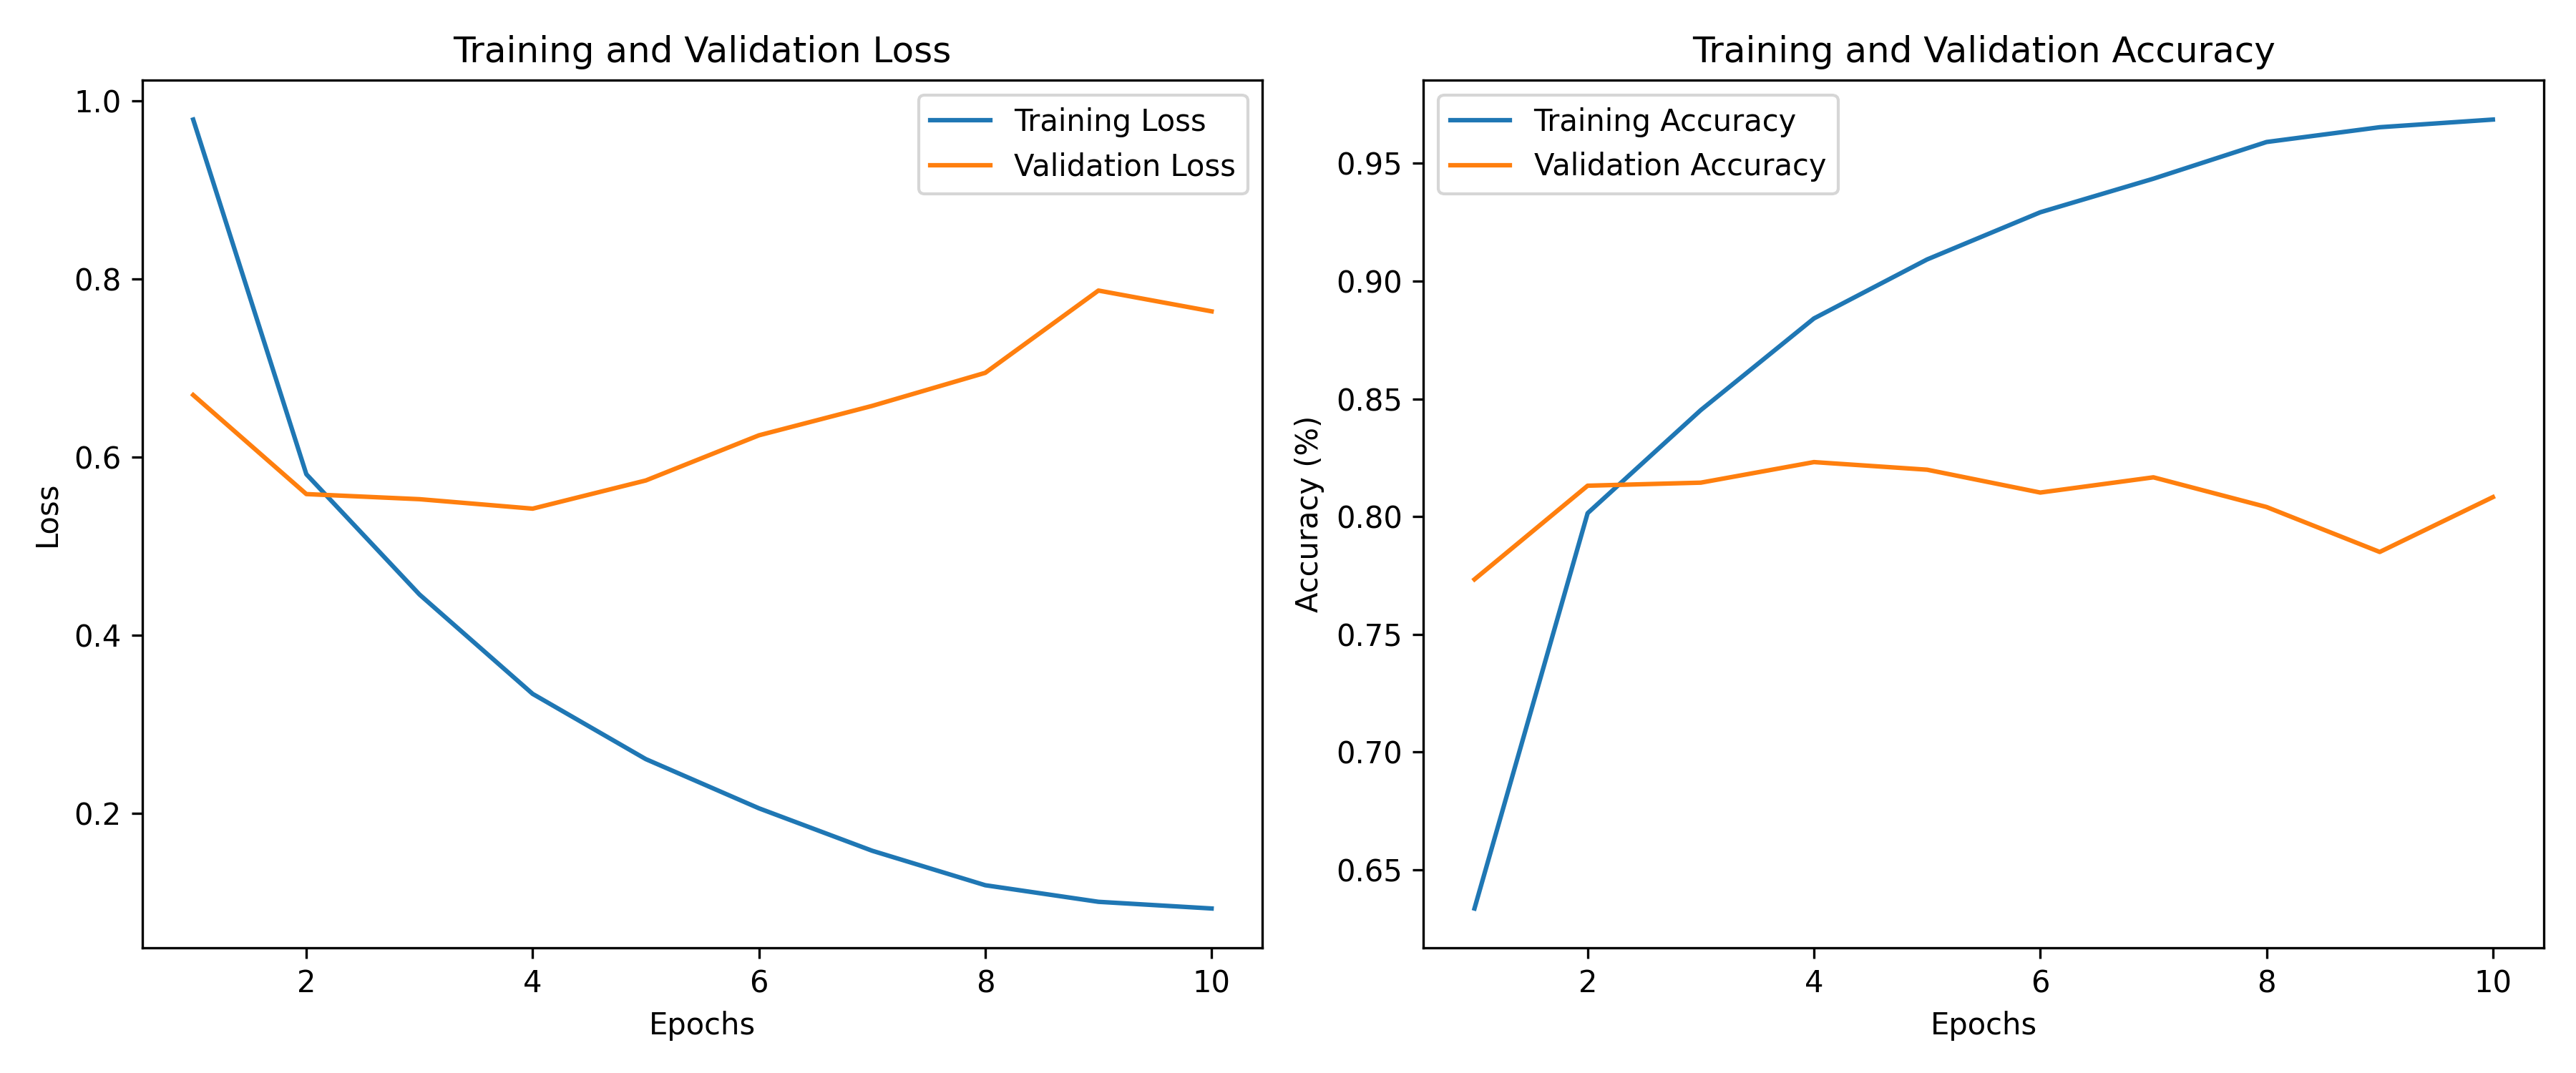 Training and Validation Loss
Training Loss
Validation Loss
1.0
0.8
0.6
0.4
0.2
Loss
2 4 6 8 10
Epochs
Training and Validation Accuracy
Training Accuracy
Validation Accuracy
0.95
0.90
0.85
0.80
0.75
0.70
0.65
Accuracy (%)
2 4 6 8 10
Epochs